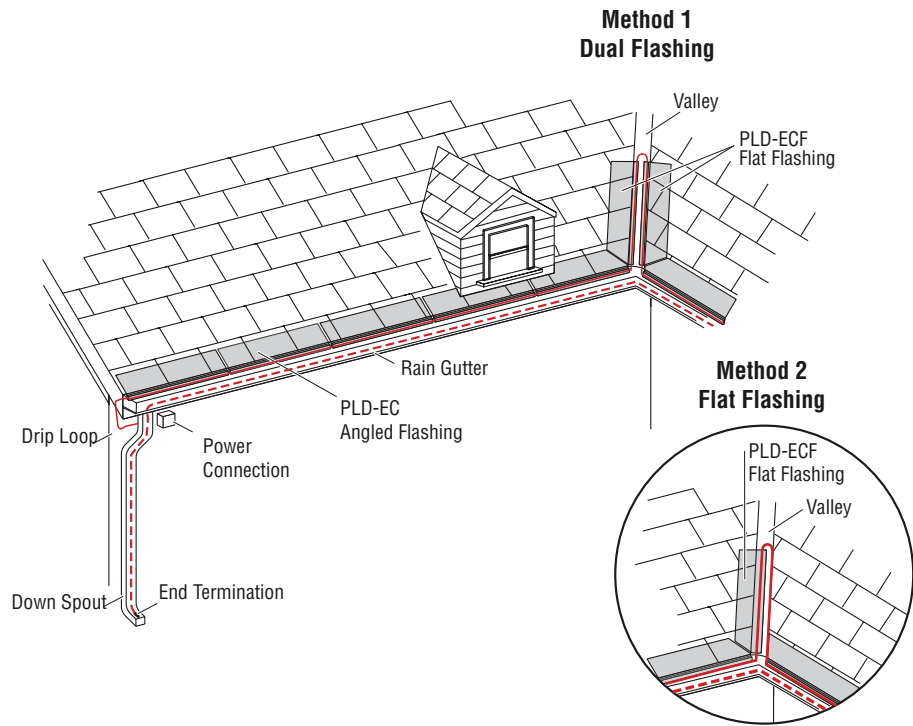 Method 1
Dual Flashing
Valley
PLD-ECF
Flat Flashing
Rain Gutter
PLD-EC
Angled Flashing
Drip Loop
Power
Connection
Down Spout
End Termination
Method 2
Flat Flashing
PLD-ECF
Flat Flashing
Valley